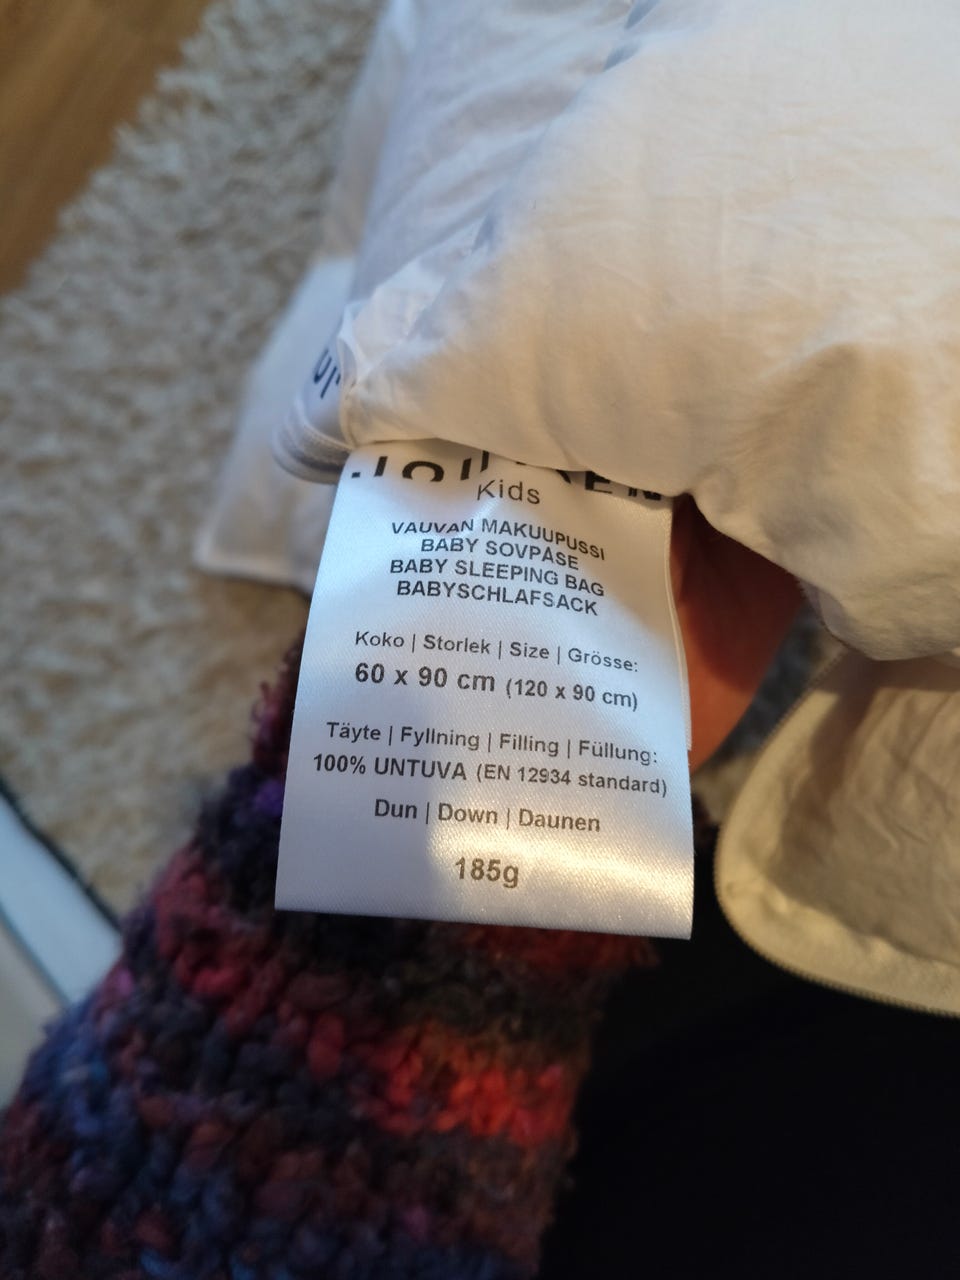 Kids
VAUVAN MAKUUPUSSI
BABY SOVPÅSE
BABY SLEEPING BAG
BABYSCHLAFSACK
Koko | Storlek | Size | Grösse:
60 x 90 cm (120 x 90 cm)
Täyte | Fyllning | Filling | Füllung:
100% UNTUVA (EN 12934 standard)
Dun | Down | Daunen
185g